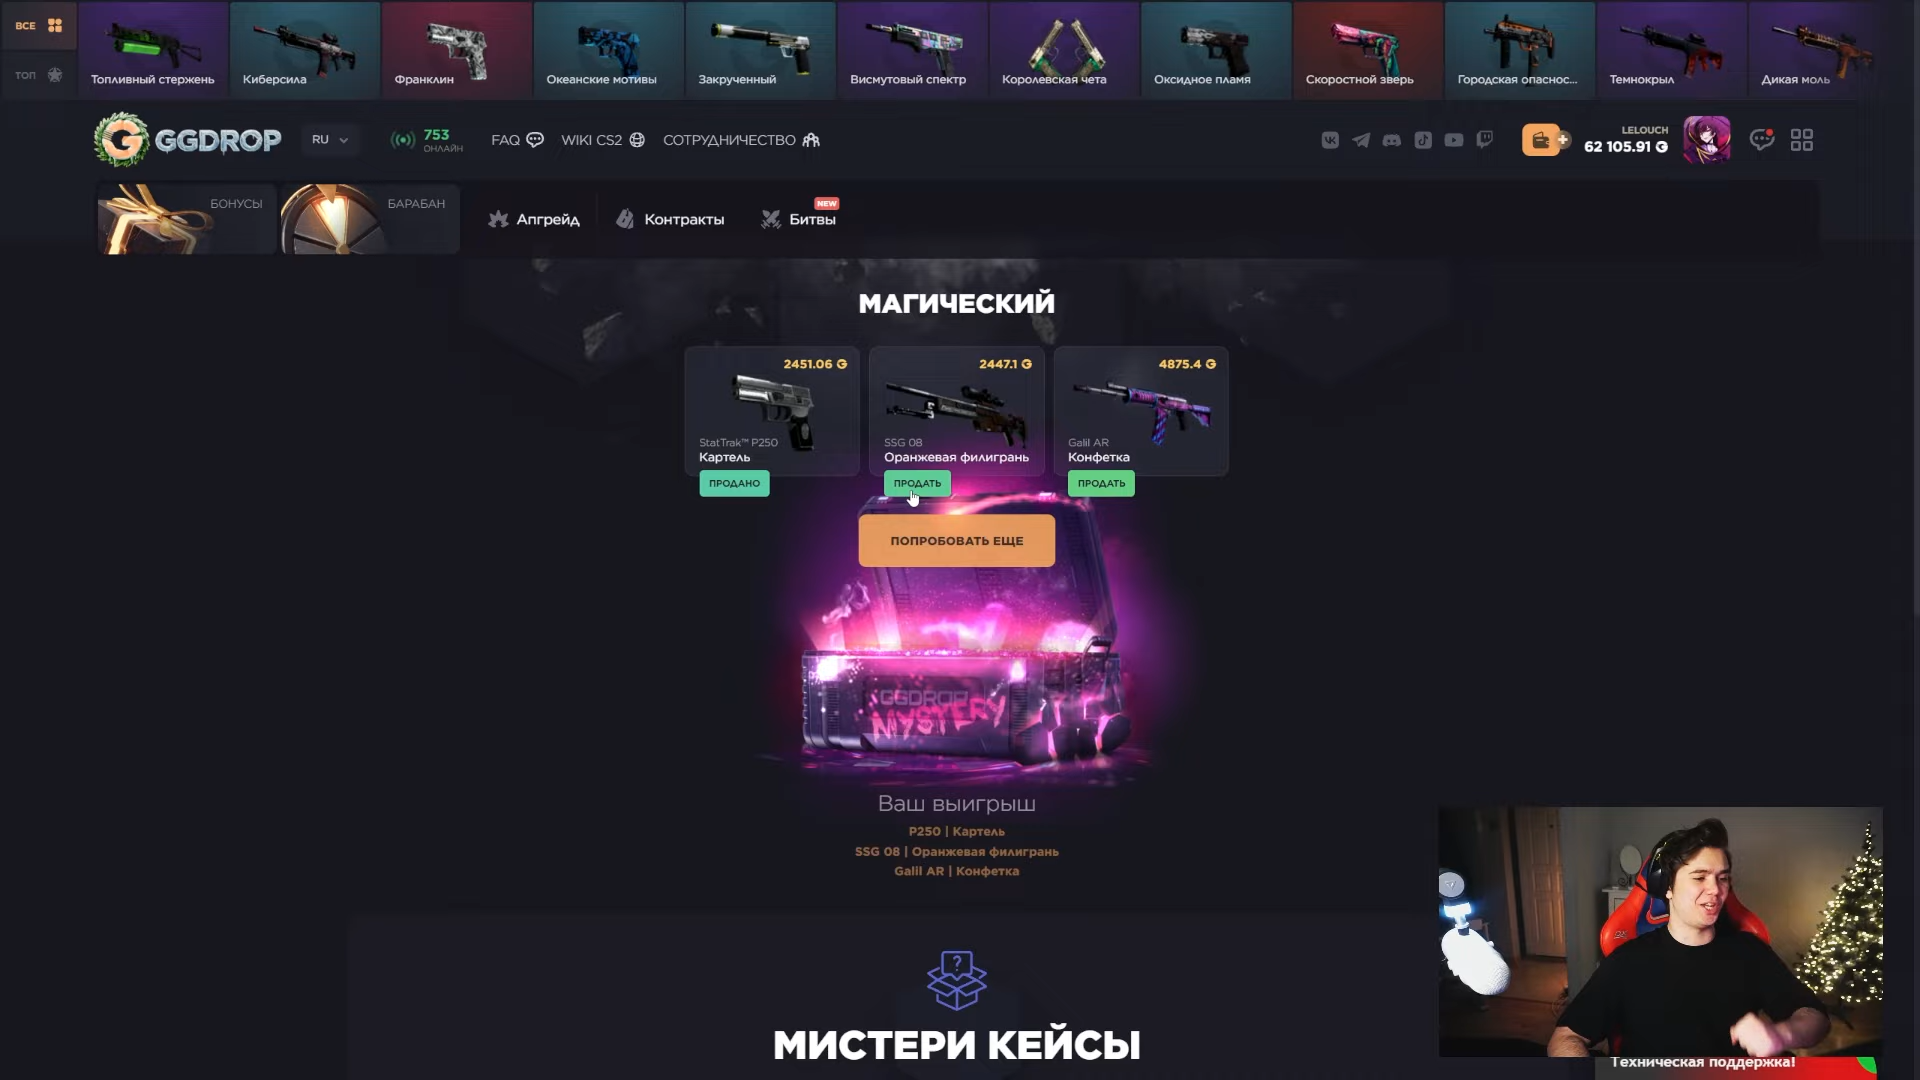 ВСЕ
ТОП
Топливный стержень
Киберсила
Франклин
Океанские мотивы
Закрученный
Висмутовый спектр
Королевская чета
Оксидное пламя
Скоростной зверь
Городская опаснос...
Темнокрыл
Дикая моль
GGDROP
RU
753
ОНЛАЙН
FAQ
WIKI CS2
СОТРУДНИЧЕСТВО
LELOUCH
62 105.91 G
БОНУСЫ
БАРАБАН
Апгрейд
Контракты
Битвы
NEW
МАГИЧЕСКИЙ
2451.06 G
2447.1 G
4875.4 G
StatTrak™ P250
Картель
SSG 08
Оранжевая филигрань
Galil AR
Конфетка
ПРОДАНО
ПРОДАТЬ
ПРОДАТЬ
ПОПРОБОВАТЬ ЕЩЕ
GGDROP
MYSTERY
Ваш выигрыш
P250 | Картель
SSG 08 | Оранжевая филигрань
Galil AR | Конфетка
МИСТЕРИ КЕЙСЫ
Техническая поддержка!